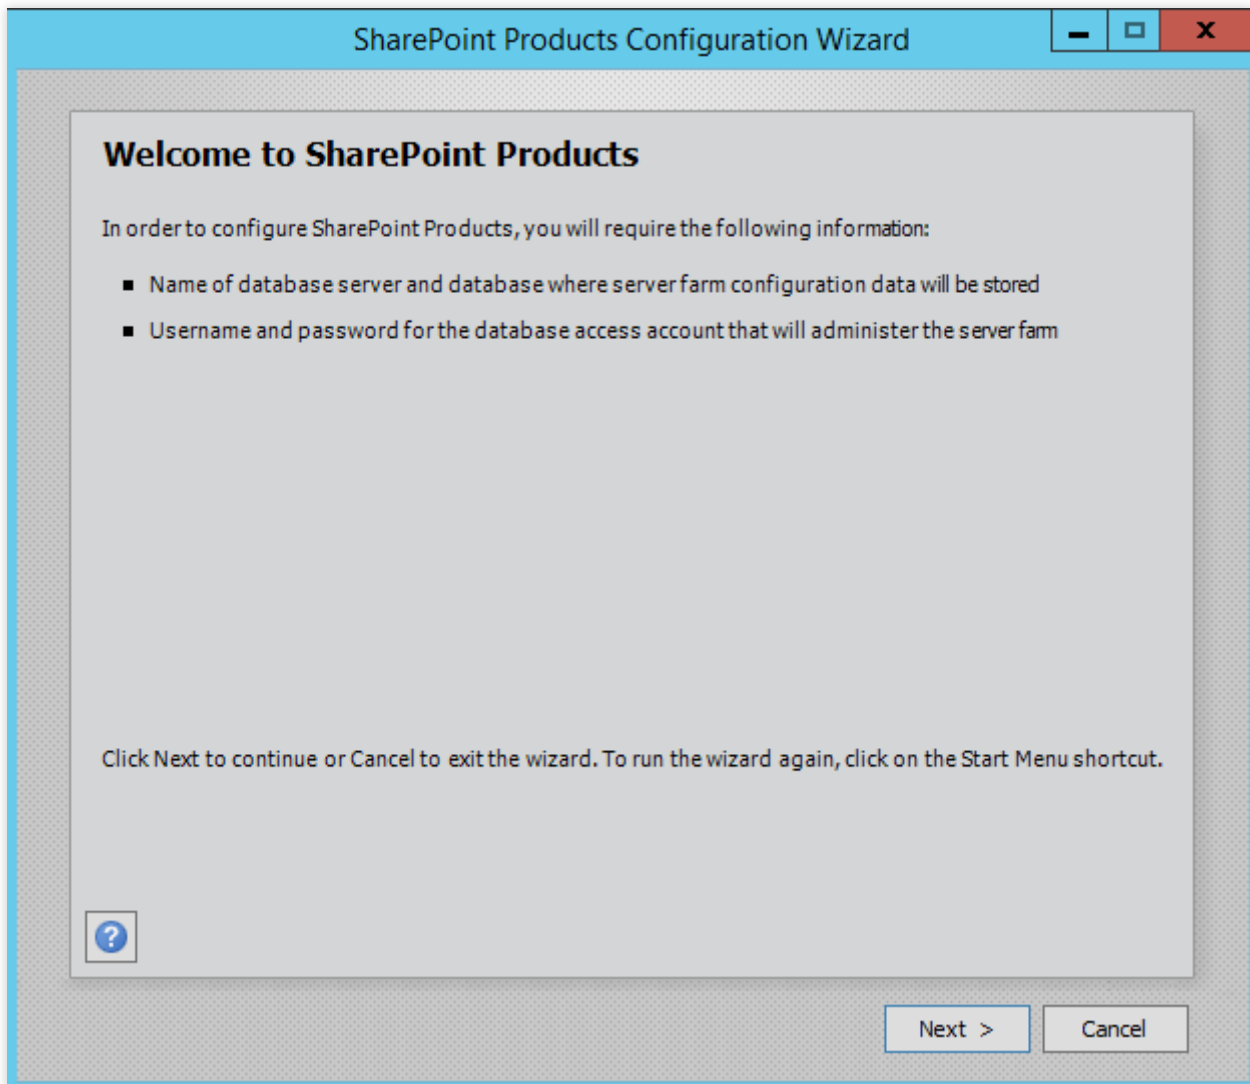 SharePoint Products Configuration Wizard
Welcome to SharePoint Products
In order to configure SharePoint Products, you will require the following information:
Name of database server and database where server farm configuration data will be stored
Username and password for the database access account that will administer the server farm
Click Next to continue or Cancel to exit the wizard. To run the wizard again, click on the Start Menu shortcut.
Next >
Cancel